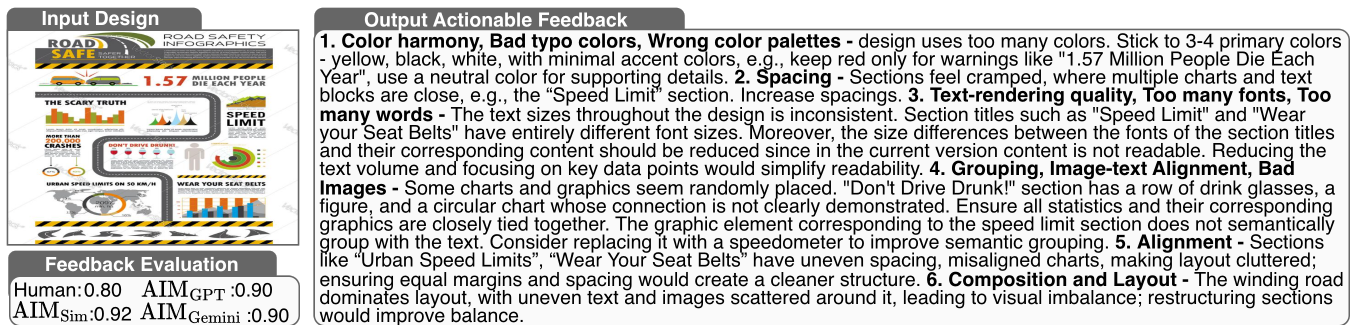 Input Design
ROAD SAFE
SAFER
TOGETHER
ROAD SAFETY
INFOGRAPHICS
1.57 MILLION PEOPLE
DIE EACH YEAR
THE SCARY TRUTH
SPEED
LIMIT
MORE THAN
200,000
CRASHES
DON'T DRIVE DRUNK!
URBAN SPEED LIMITS ON 50 KM/H
WEAR YOUR SEAT BELTS
Feedback Evaluation
Human:0.80 AIM_GPT :0.90
AIM_Sim:0.92 AIM_Gemini :0.90
Output Actionable Feedback
1. Color harmony, Bad typo colors, Wrong color palettes - design uses too many colors. Stick to 3-4 primary colors
- yellow, black, white, with minimal accent colors, e.g., keep red only for warnings like "1.57 Million People Die Each
Year", use a neutral color for supporting details. 2. Spacing - Sections feel cramped, where multiple charts and text
blocks are close, e.g., the “Speed Limit” section. Increase spacings. 3. Text-rendering quality, Too many fonts, Too
many words - The text sizes throughout the design is inconsistent. Section titles such as "Speed Limit" and "Wear
your Seat Belts" have entirely different font sizes. Moreover, the size differences between the fonts of the section titles
and their corresponding content should be reduced since in the current version content is not readable. Reducing the
text volume and focusing on key data points would simplify readability. 4. Grouping, Image-text Alignment, Bad
Images - Some charts and graphics seem randomly placed. "Don't Drive Drunk!" section has a row of drink glasses, a
figure, and a circular chart whose connection is not clearly demonstrated. Ensure all statistics and their corresponding
graphics are closely tied together. The graphic element corresponding to the speed limit section does not semantically
group with the text. Consider replacing it with a speedometer to improve semantic grouping. 5. Alignment - Sections
like “Urban Speed Limits”, “Wear Your Seat Belts” have uneven spacing, misaligned charts, making layout cluttered;
ensuring equal margins and spacing would create a cleaner structure. 6. Composition and Layout - The winding road
dominates layout, with uneven text and images scattered around it, leading to visual imbalance; restructuring sections
would improve balance.